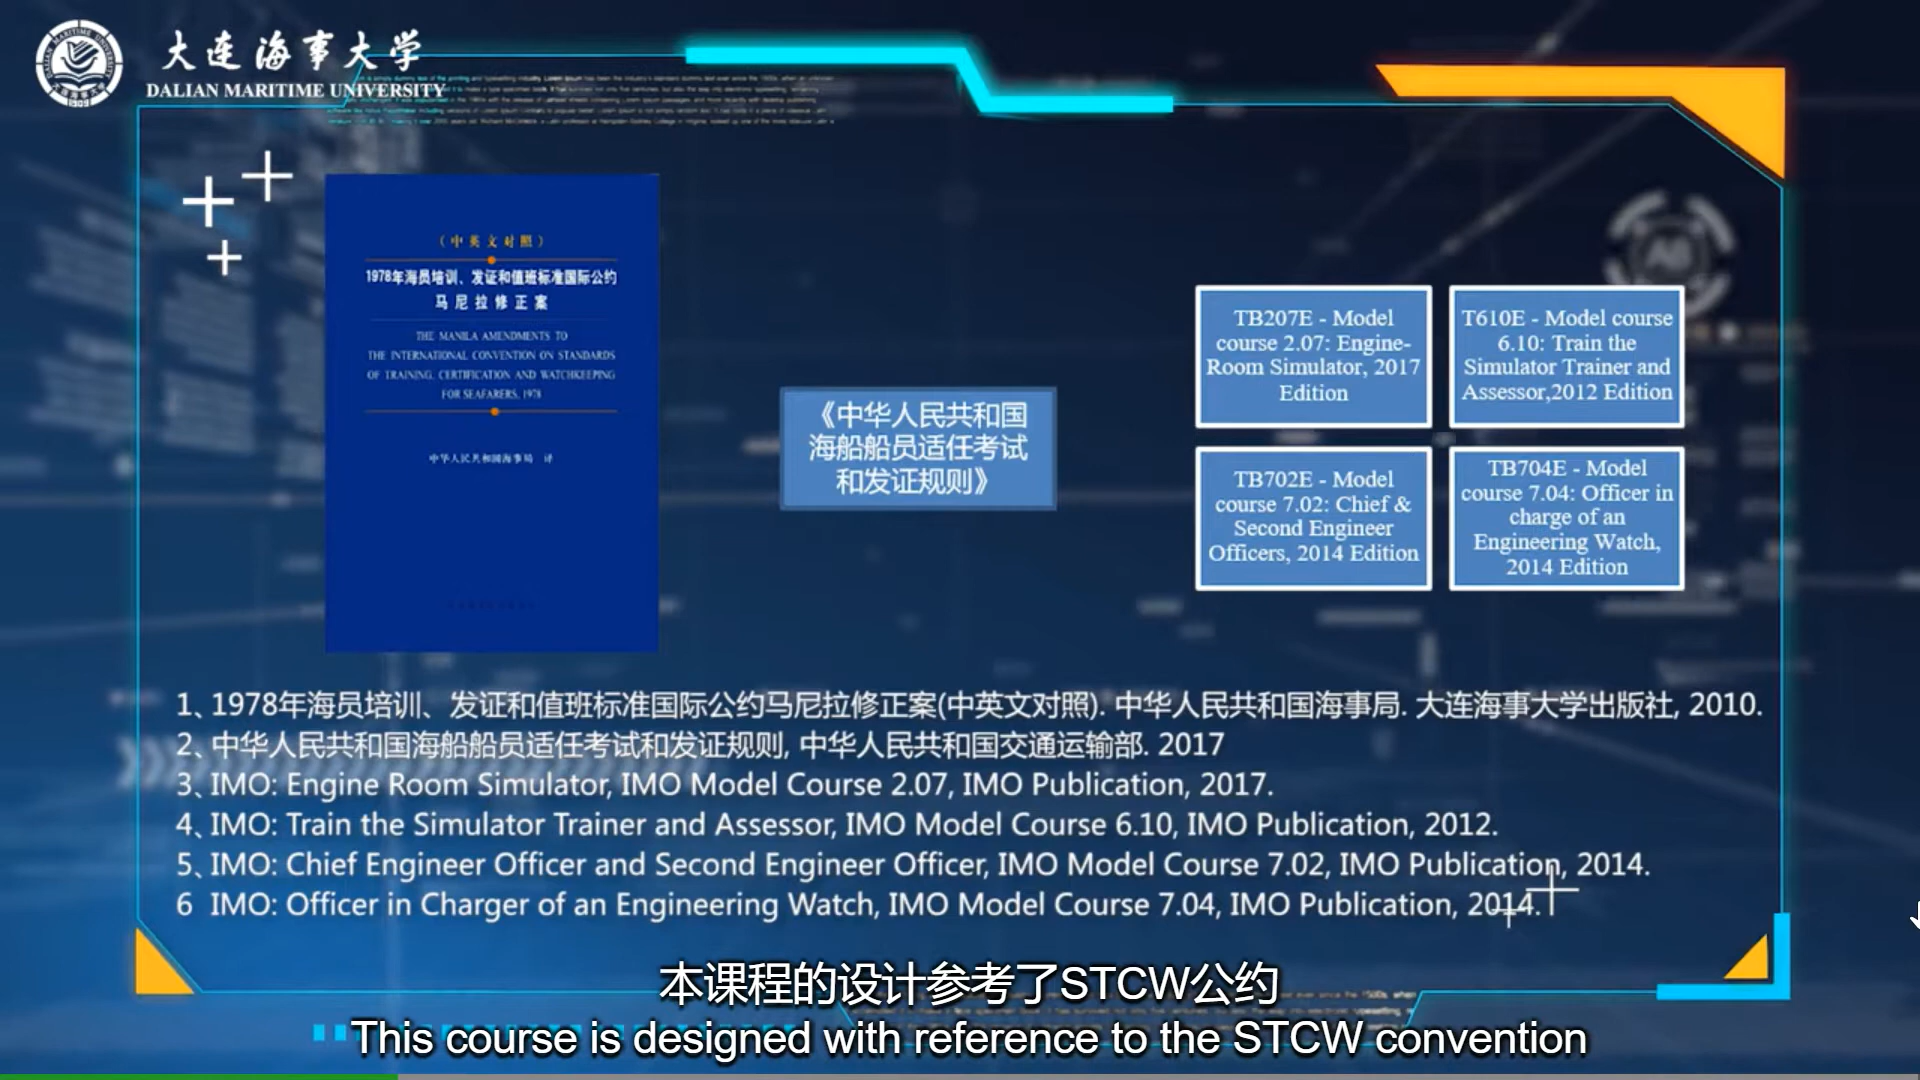 大连海事大学
DALIAN MARITIME UNIVERSITY
（中英文对照）
1978年海员培训、发证和值班标准国际公约
马尼拉修正案
THE MANILA AMENDMENTS TO
THE INTERNATIONAL CONVENTION ON STANDARDS
OF TRAINING, CERTIFICATION AND WATCHKEEPING
FOR SEAFARERS, 1978
中华人民共和国海事局 译
《中华人民共和国
海船船员适任考试
和发证规则》
TB207E - Model
course 2.07: Engine-
Room Simulator, 2017
Edition
T610E - Model course
6.10: Train the
Simulator Trainer and
Assessor,2012 Edition
TB702E - Model
course 7.02: Chief &
Second Engineer
Officers, 2014 Edition
TB704E - Model
course 7.04: Officer in
charge of an
Engineering Watch,
2014 Edition
1、1978年海员培训、发证和值班标准国际公约马尼拉修正案(中英文对照). 中华人民共和国海事局. 大连海事大学出版社, 2010.
2、中华人民共和国海船船员适任考试和发证规则, 中华人民共和国交通运输部. 2017
3、IMO: Engine Room Simulator, IMO Model Course 2.07, IMO Publication, 2017.
4、IMO: Train the Simulator Trainer and Assessor, IMO Model Course 6.10, IMO Publication, 2012.
5、IMO: Chief Engineer Officer and Second Engineer Officer, IMO Model Course 7.02, IMO Publication, 2014.
6 IMO: Officer in Charger of an Engineering Watch, IMO Model Course 7.04, IMO Publication, 2014.
本课程的设计参考了STCW公约
This course is designed with reference to the STCW convention